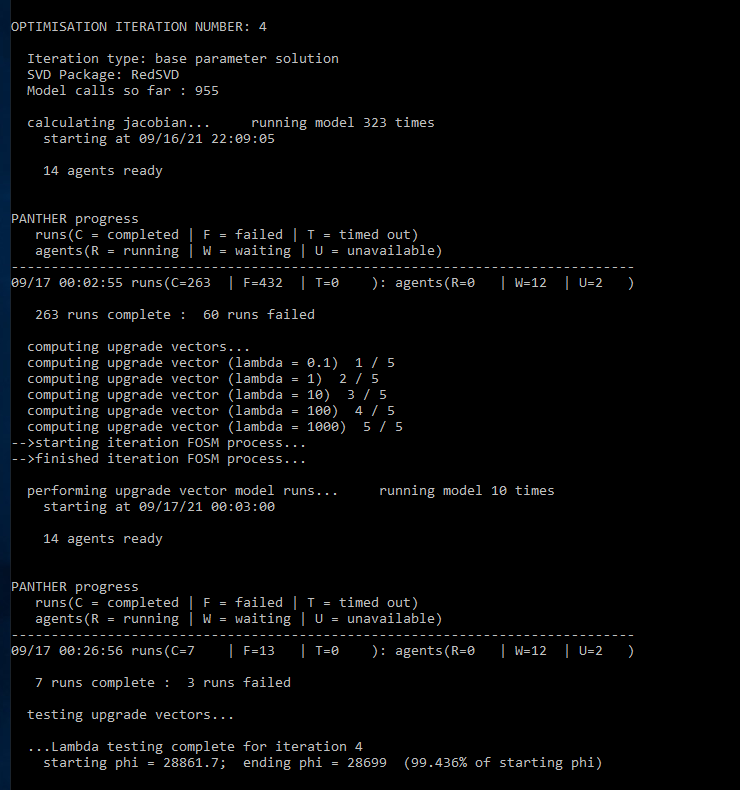 OPTIMISATION ITERATION NUMBER: 4
Iteration type: base parameter solution
SVD Package: RedSVD
Model calls so far : 955
calculating jacobian... running model 323 times
starting at 09/16/21 22:09:05
14 agents ready
PANTHER progress
runs(C = completed | F = failed | T = timed out)
agents(R = running | W = waiting | U = unavailable)
------------------------------------------------------------------------------
09/17 00:02:55 runs(C=263 | F=432 | T=0 ): agents(R=0 | W=12 | U=2 )
263 runs complete : 60 runs failed
computing upgrade vectors...
computing upgrade vector (lambda = 0.1) 1 / 5
computing upgrade vector (lambda = 1) 2 / 5
computing upgrade vector (lambda = 10) 3 / 5
computing upgrade vector (lambda = 100) 4 / 5
computing upgrade vector (lambda = 1000) 5 / 5
-->starting iteration FOSM process...
-->finished iteration FOSM process...
performing upgrade vector model runs... running model 10 times
starting at 09/17/21 00:03:00
14 agents ready
PANTHER progress
runs(C = completed | F = failed | T = timed out)
agents(R = running | W = waiting | U = unavailable)
------------------------------------------------------------------------------
09/17 00:26:56 runs(C=7 | F=13 | T=0 ): agents(R=0 | W=12 | U=2 )
7 runs complete : 3 runs failed
testing upgrade vectors...
...Lambda testing complete for iteration 4
starting phi = 28861.7; ending phi = 28699 (99.436% of starting phi)